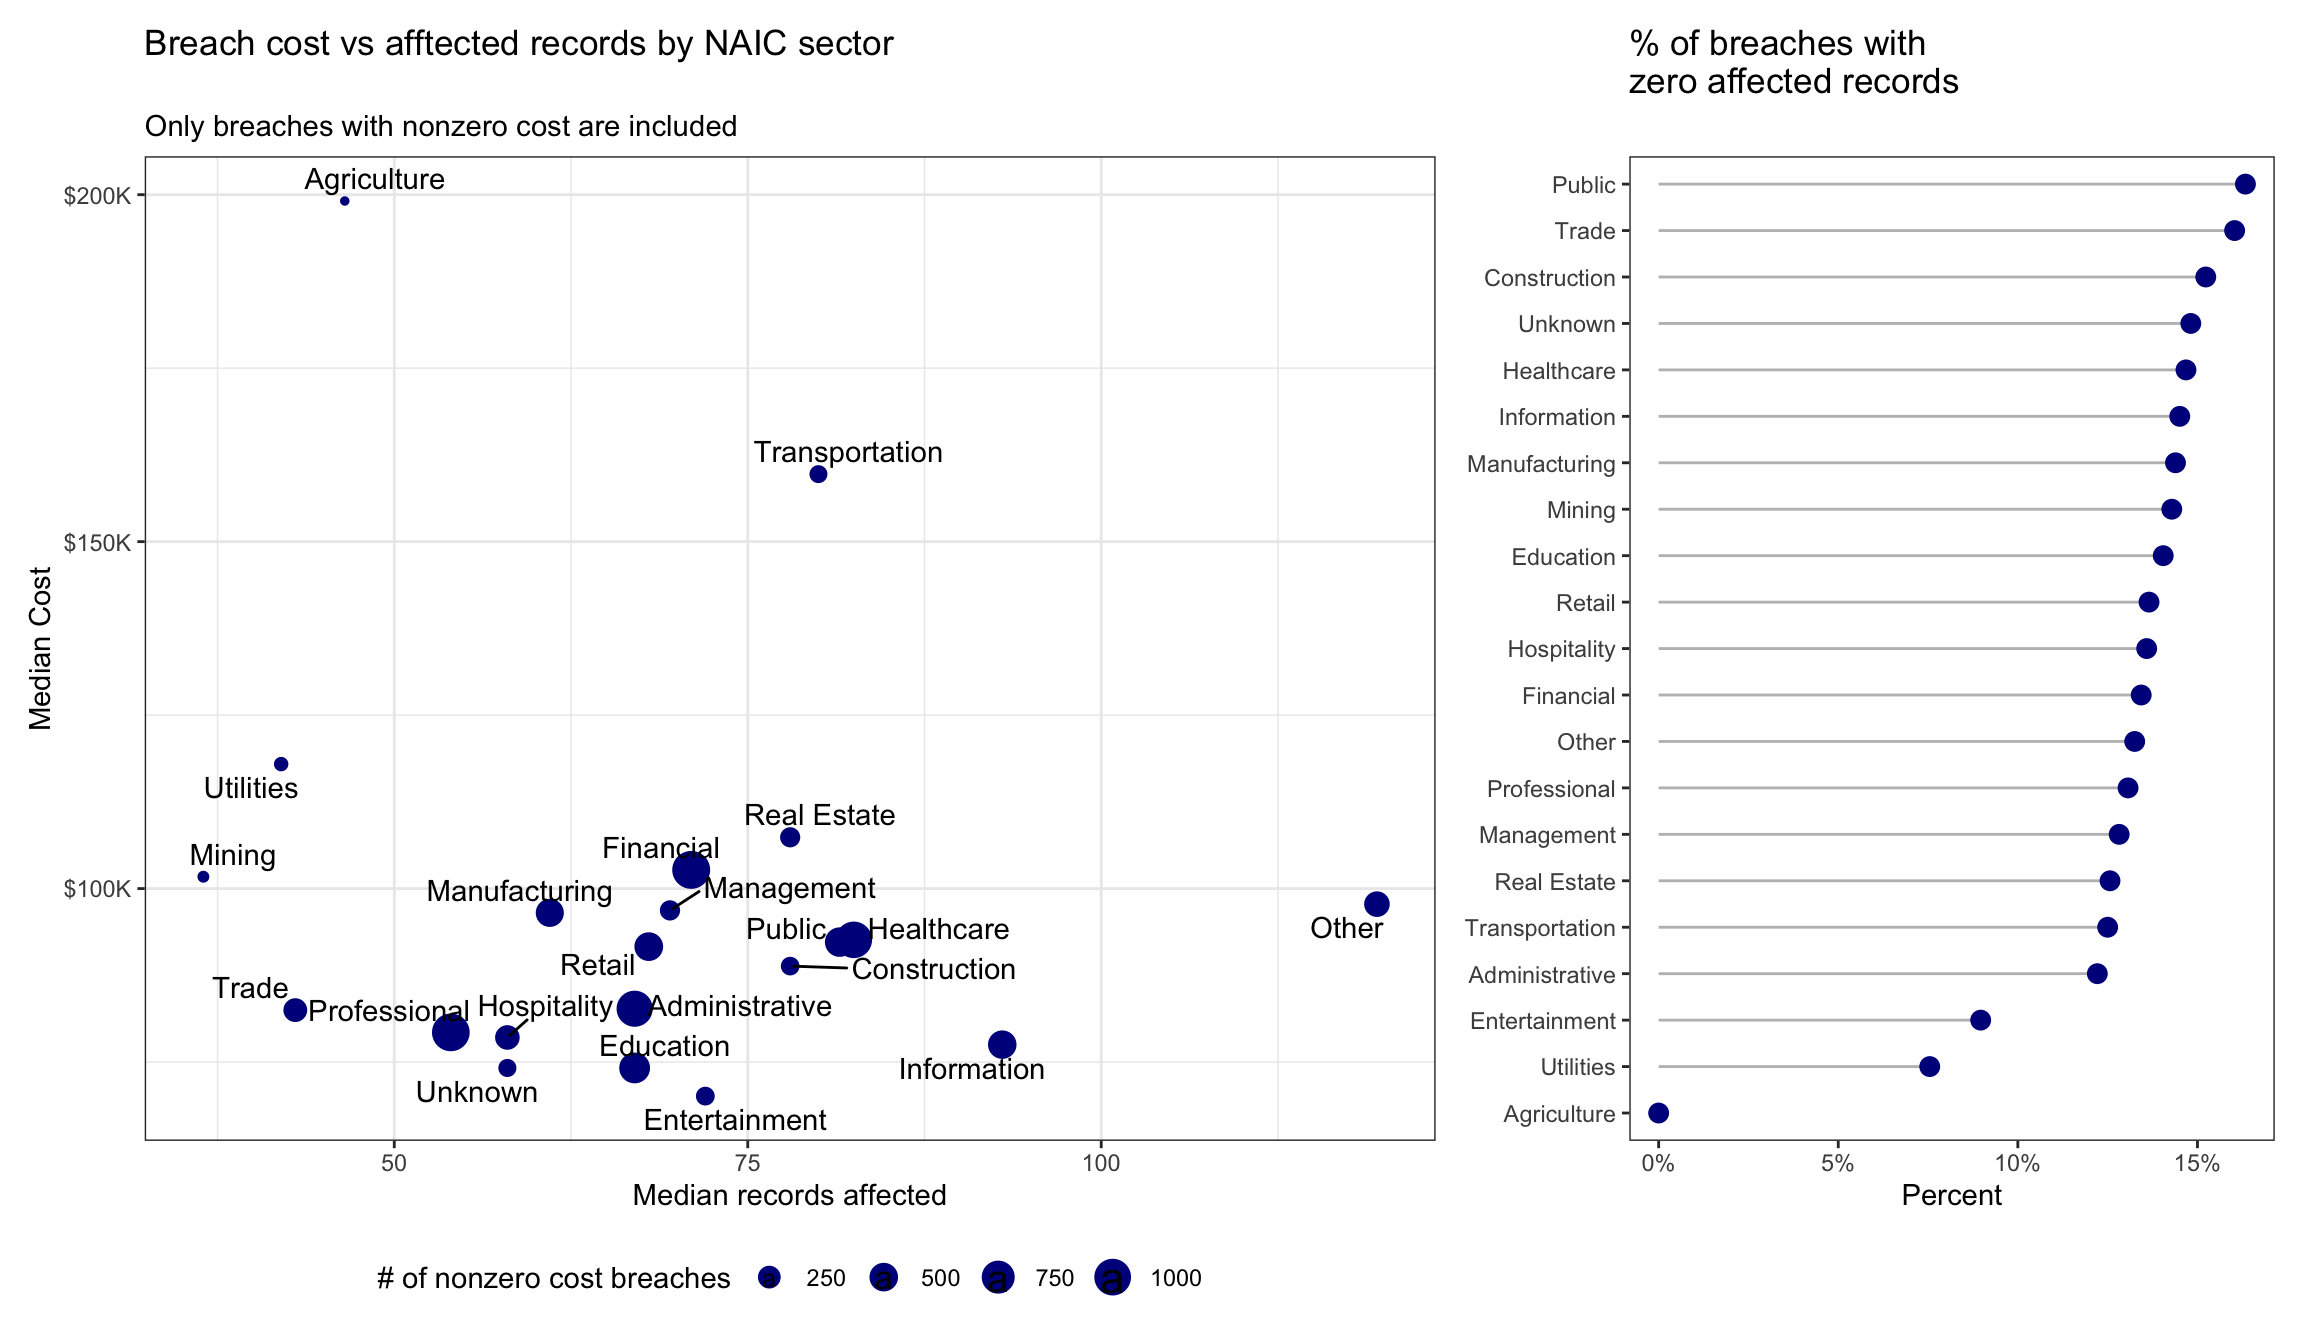 Breach cost vs afftected records by NAIC sector
Only breaches with nonzero cost are included
Median Cost
$200K
$150K
$100K
Agriculture
Transportation
Utilities
Real Estate
Financial
Mining
Management
Manufacturing
Public
Healthcare
Other
Retail
Construction
Trade
Professional
Hospitality
Administrative
Education
Information
Unknown
Entertainment
50
75
100
Median records affected
# of nonzero cost breaches
a 250
a 500
a 750
a 1000
% of breaches with
zero affected records
Public
Trade
Construction
Unknown
Healthcare
Information
Manufacturing
Mining
Education
Retail
Hospitality
Financial
Other
Professional
Management
Real Estate
Transportation
Administrative
Entertainment
Utilities
Agriculture
0%
5%
10%
15%
Percent